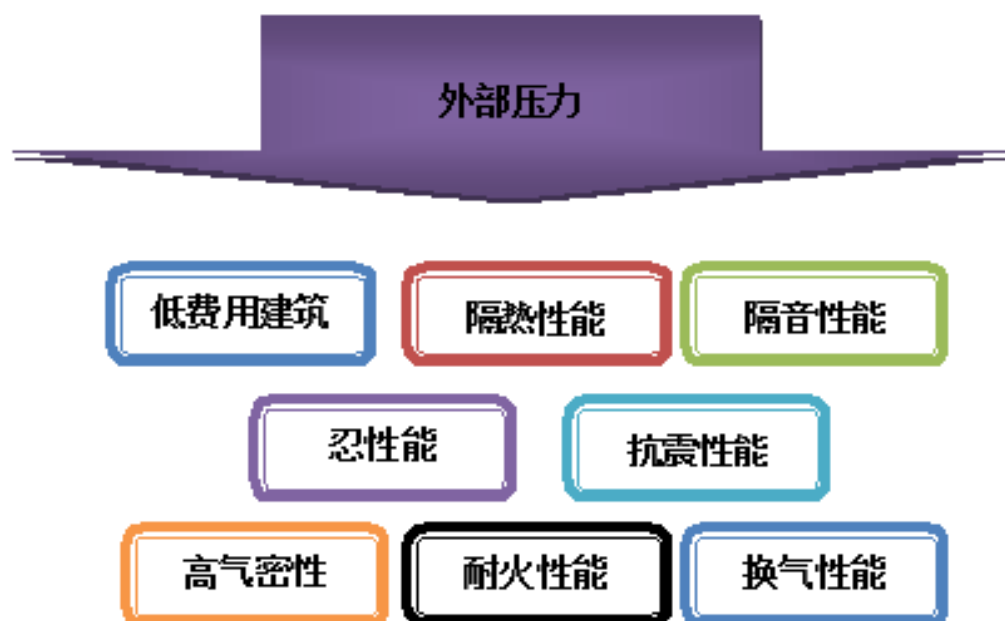 外部压力
低费用建筑
隔热性能
隔音性能
忍性能
抗震性能
高气密性
耐火性能
换气性能